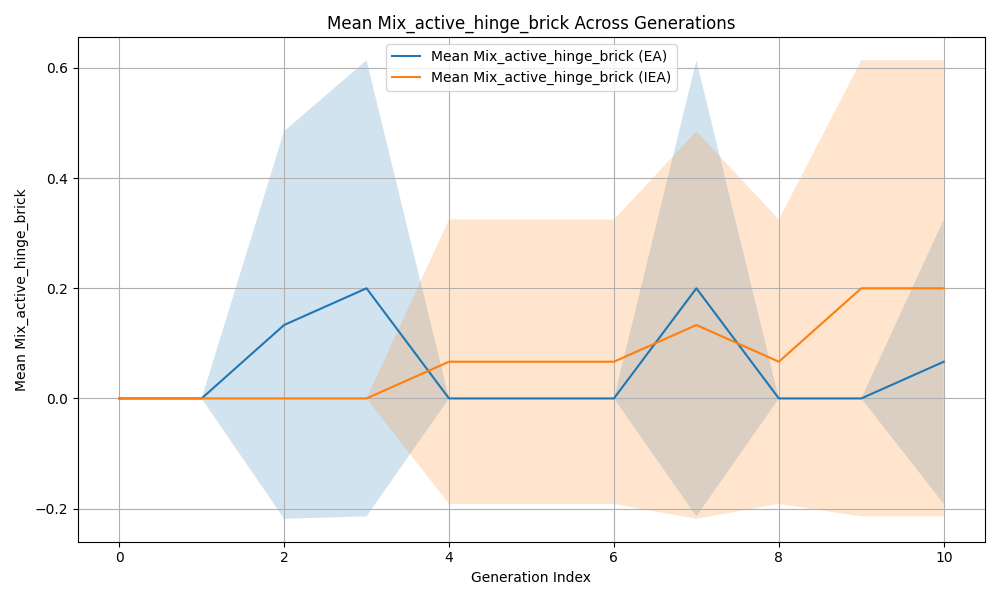 Mean Mix_active_hinge_brick Across Generations
Mean Mix_active_hinge_brick (EA)
Mean Mix_active_hinge_brick (IEA)
Mean Mix_active_hinge_brick
0.6
0.4
0.2
0.0
−0.2
0 2 4 6 8 10
Generation Index